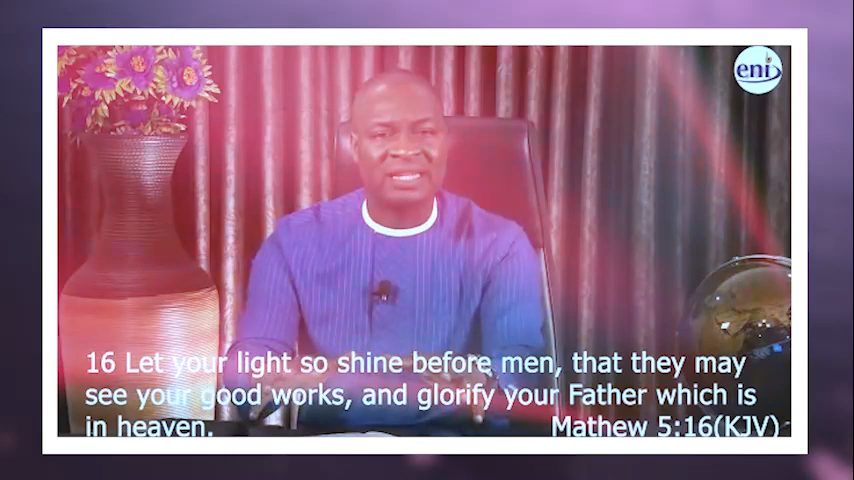 eni
16 Let your light so shine before men, that they may
see your good works, and glorify your Father which is
in heaven. Mathew 5:16(KJV)